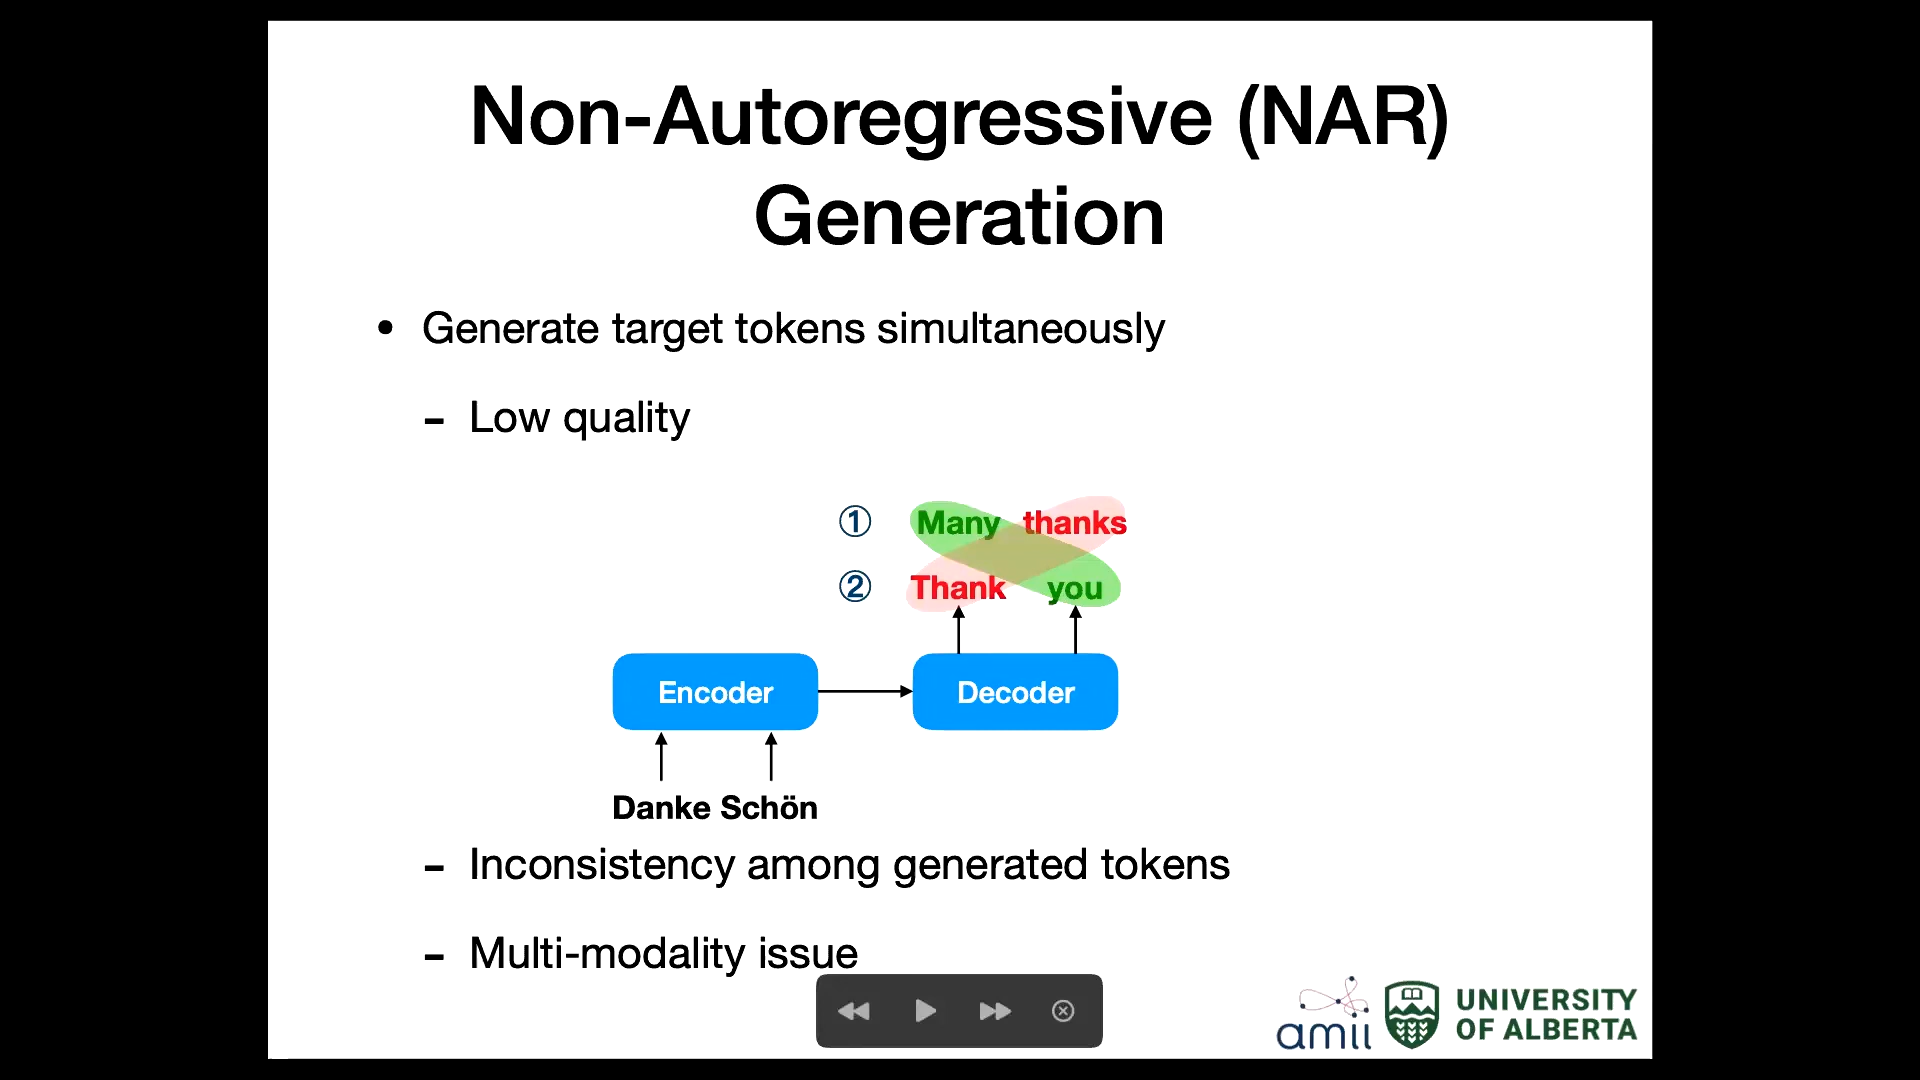 Non-Autoregressive (NAR)
Generation
• Generate target tokens simultaneously
- Low quality
① Many thanks
② Thank you
Encoder
Decoder
Danke Schön
- Inconsistency among generated tokens
- Multi-modality issue
amii
UNIVERSITY
OF ALBERTA